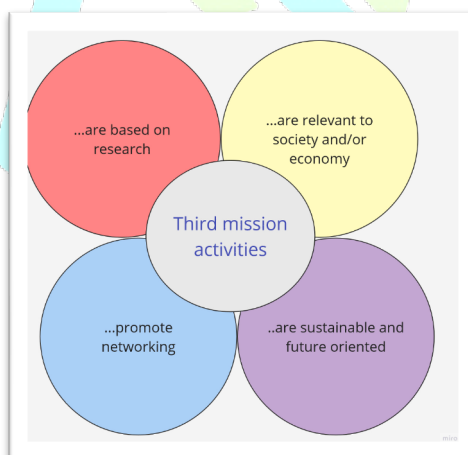 ...are based on
research
...are relevant to
society and/or
economy
Third mission
activities
...promote
networking
..are sustainable and
future oriented
miro